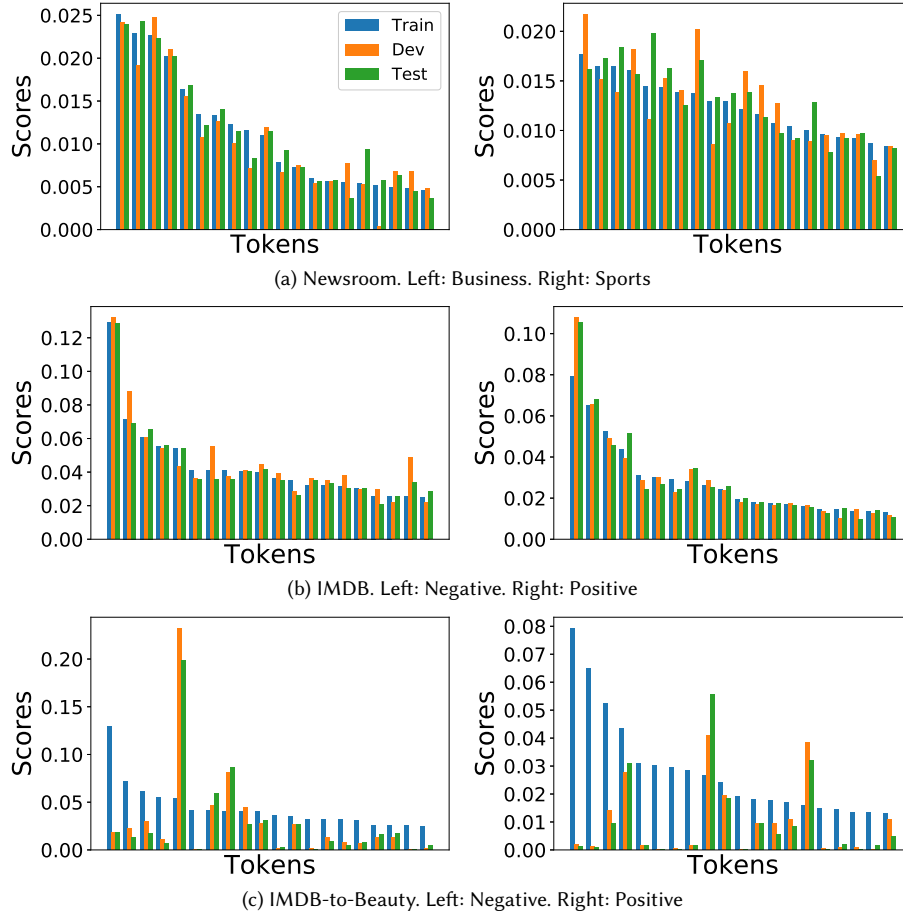 0.025
0.020
0.015
0.010
0.005
0.000
Scores
Tokens
Train
Dev
Test
0.020
0.015
0.010
0.005
0.000
Scores
Tokens
(a) Newsroom. Left: Business. Right: Sports
0.12
0.10
0.08
0.06
0.04
0.02
0.00
Scores
Tokens
0.10
0.08
0.06
0.04
0.02
0.00
Scores
Tokens
(b) IMDB. Left: Negative. Right: Positive
0.20
0.15
0.10
0.05
0.00
Scores
Tokens
0.08
0.07
0.06
0.05
0.04
0.03
0.02
0.01
0.00
Scores
Tokens
(c) IMDB-to-Beauty. Left: Negative. Right: Positive